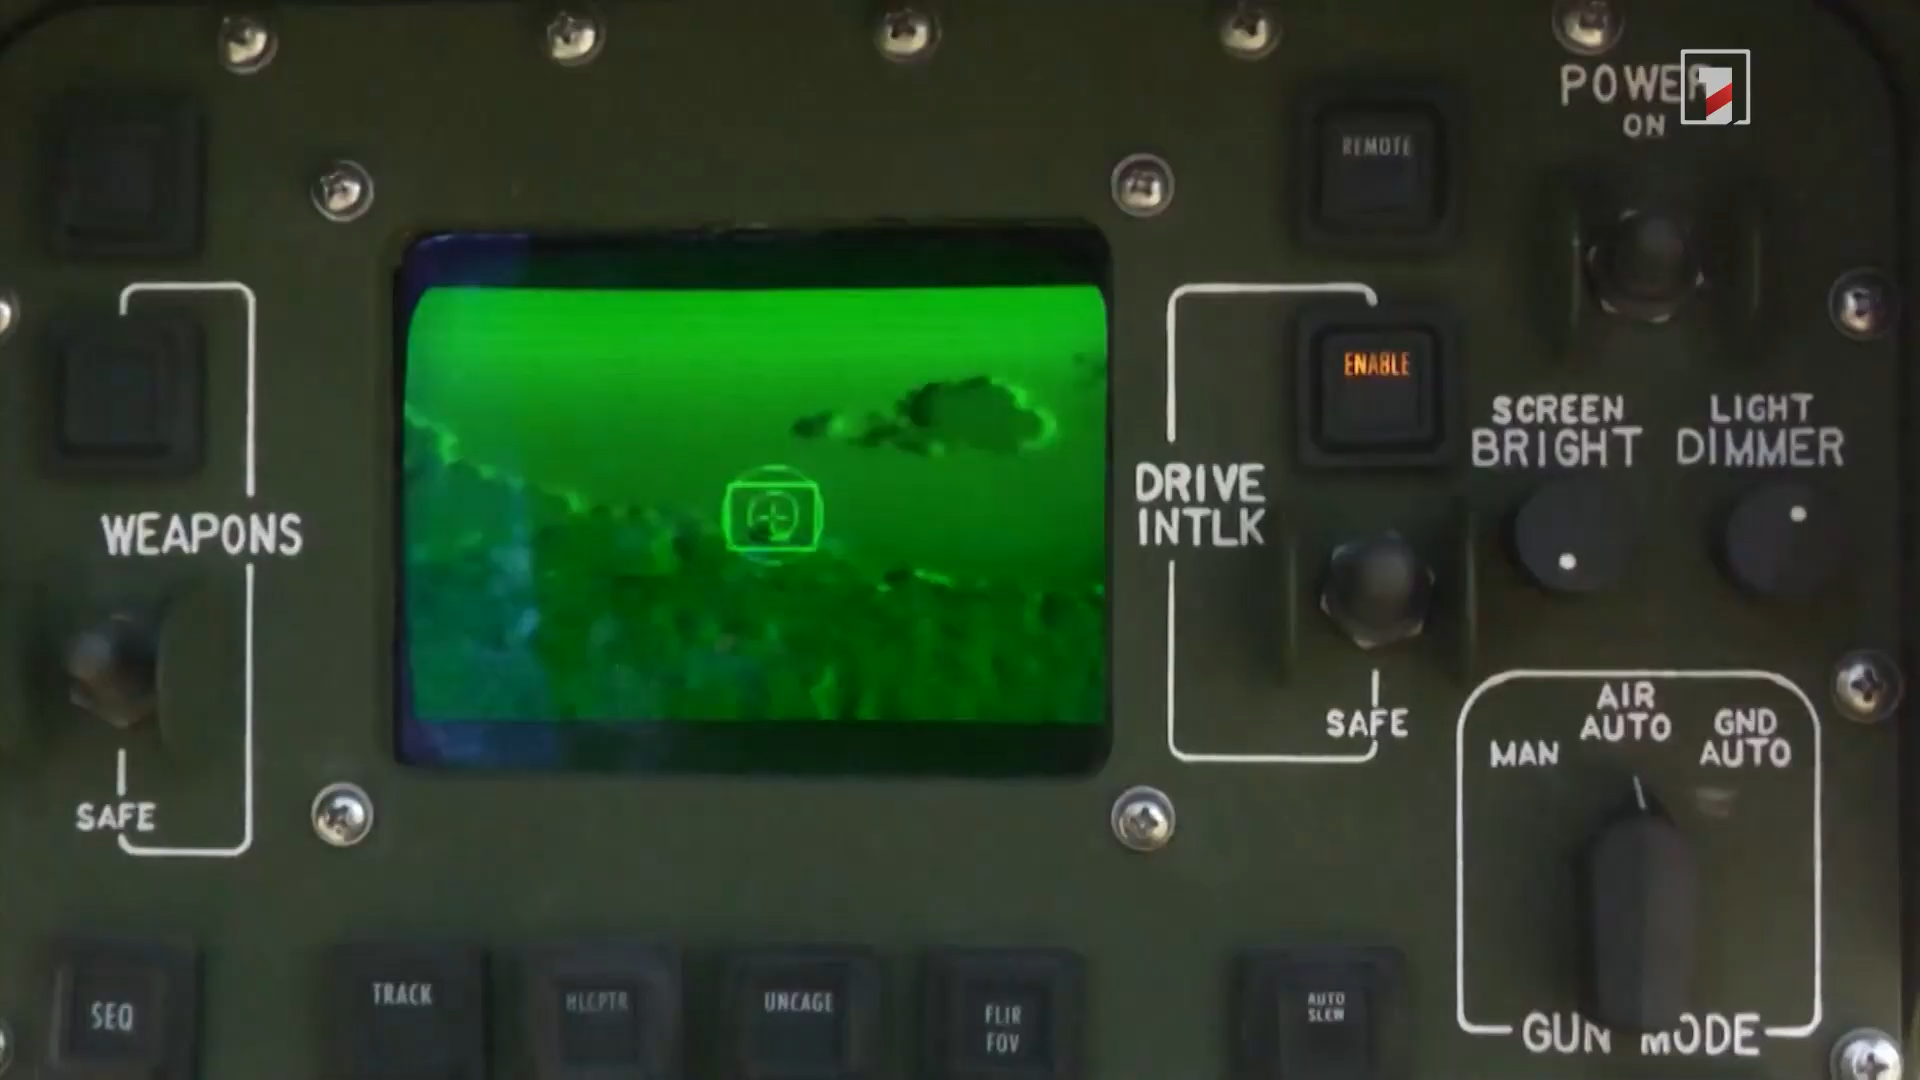 POWER
ON
REMOTE
ENABLE
SCREEN
BRIGHT
LIGHT
DIMMER
WEAPONS
DRIVE
INTLK
SAFE
SAFE
MAN
AIR
AUTO
GND
AUTO
GUN MODE
SEQ
TRACK
HLCPTR
UNCAGE
FLIR
FOV
AUTO
SLEW